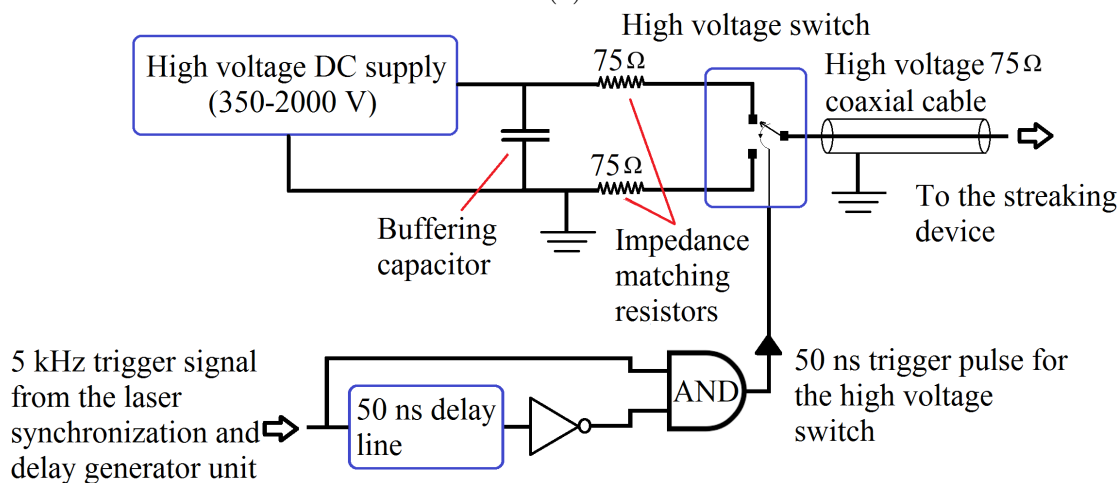 High voltage switch
High voltage DC supply
(350-2000 V)
75Ω
75Ω
High voltage 75Ω
coaxial cable
Buffering
capacitor
Impedance
matching
resistors
To the streaking
device
5 kHz trigger signal
from the laser
synchronization and
delay generator unit
50 ns delay
line
AND
50 ns trigger pulse for
the high voltage
switch